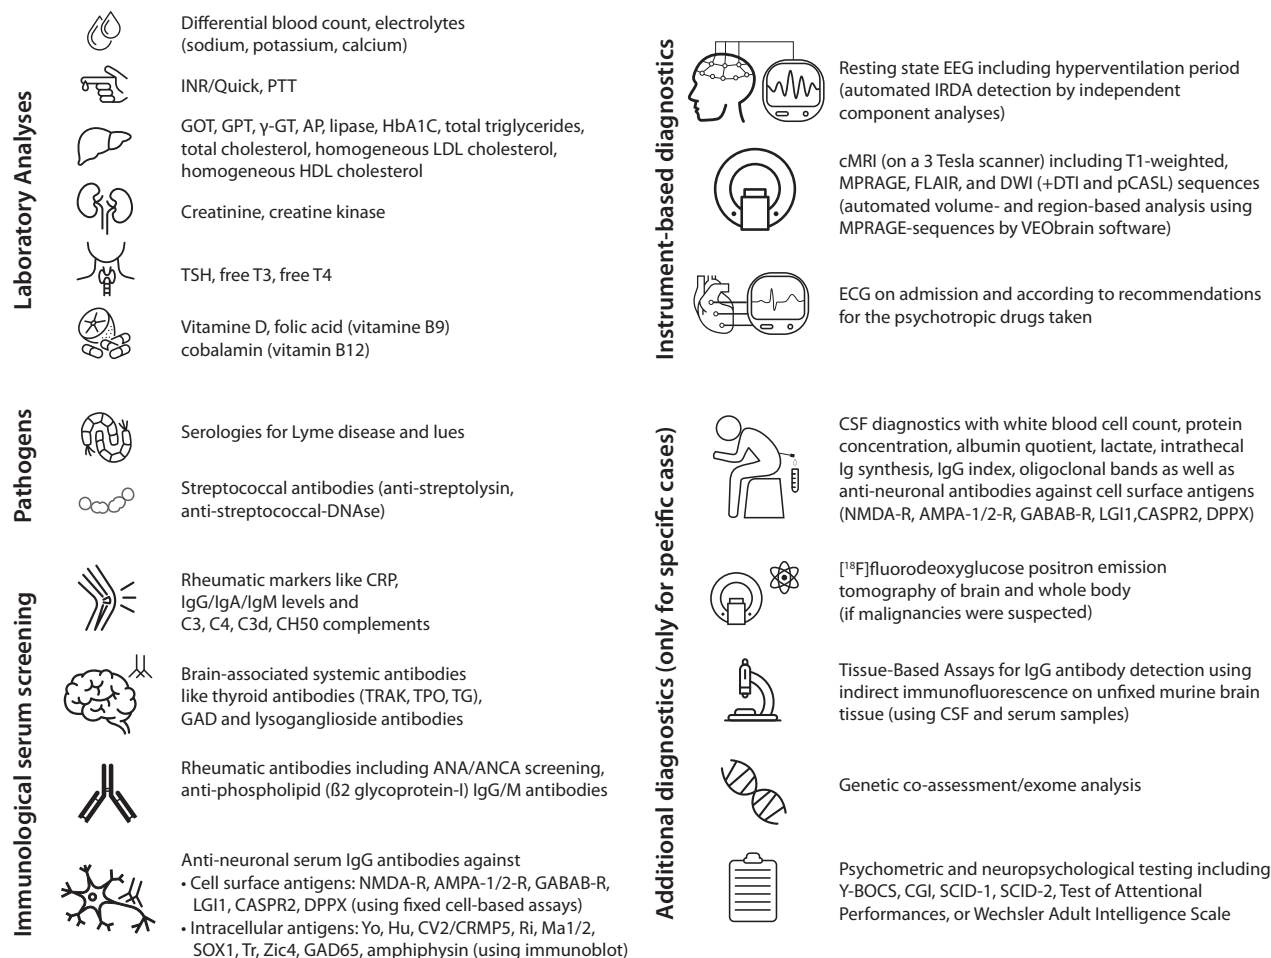 Laboratory Analyses
Differential blood count, electrolytes
(sodium, potassium, calcium)
INR/Quick, PTT
GOT, GPT, γ-GT, AP, lipase, HbA1C, total triglycerides,
total cholesterol, homogeneous LDL cholesterol,
homogeneous HDL cholesterol
Creatinine, creatine kinase
TSH, free T3, free T4
Vitamine D, folic acid (vitamine B9)
cobalamin (vitamin B12)
Pathogens
Serologies for Lyme disease and lues
Streptococcal antibodies (anti-streptolysin,
anti-streptococcal-DNAse)
Immunological serum screening
Rheumatic markers like CRP,
IgG/IgA/IgM levels and
C3, C4, C3d, CH50 complements
Brain-associated systemic antibodies
like thyroid antibodies (TRAK, TPO, TG),
GAD and lysoganglioside antibodies
Rheumatic antibodies including ANA/ANCA screening,
anti-phospholipid (ß2 glycoprotein-I) IgG/M antibodies
Anti-neuronal serum IgG antibodies against
• Cell surface antigens: NMDA-R, AMPA-1/2-R, GABAB-R,
LGI1, CASPR2, DPPX (using fixed cell-based assays)
• Intracellular antigens: Yo, Hu, CV2/CRMP5, Ri, Ma1/2,
SOX1, Tr, Zic4, GAD65, amphiphysin (using immunoblot)
Instrument-based diagnostics
Resting state EEG including hyperventilation period
(automated IRDA detection by independent
component analyses)
cMRI (on a 3 Tesla scanner) including T1-weighted,
MPRAGE, FLAIR, and DWI (+DTI and pCASL) sequences
(automated volume- and region-based analysis using
MPRAGE-sequences by VEObrain software)
ECG on admission and according to recommendations
for the psychotropic drugs taken
Additional diagnostics (only for specific cases)
CSF diagnostics with white blood cell count, protein
concentration, albumin quotient, lactate, intrathecal
Ig synthesis, IgG index, oligoclonal bands as well as
anti-neuronal antibodies against cell surface antigens
(NMDA-R, AMPA-1/2-R, GABAB-R, LGI1,CASPR2, DPPX)
[¹⁸F]fluorodeoxyglucose positron emission
tomography of brain and whole body
(if malignancies were suspected)
Tissue-Based Assays for IgG antibody detection using
indirect immunofluorescence on unfixed murine brain
tissue (using CSF and serum samples)
Genetic co-assessment/exome analysis
Psychometric and neuropsychological testing including
Y-BOCS, CGI, SCID-1, SCID-2, Test of Attentional
Performances, or Wechsler Adult Intelligence Scale